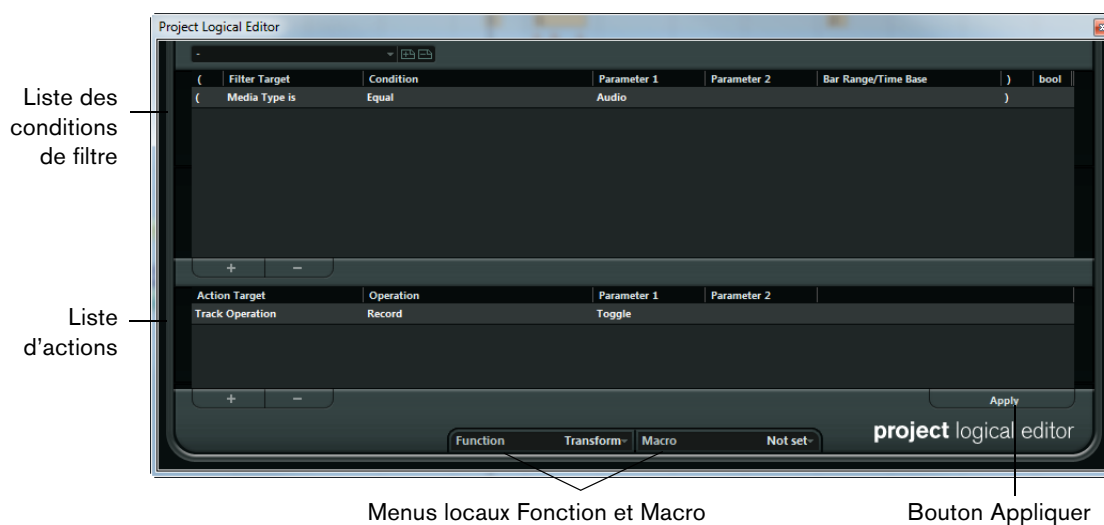 Project Logical Editor
-
( Filter Target Condition Parameter 1 Parameter 2 Bar Range/Time Base ) bool
( Media Type is Equal Audio )
Liste des
conditions
de filtre
+ −
Action Target Operation Parameter 1 Parameter 2
Track Operation Record Toggle
Liste
d'actions
+ − Apply
Function Transform Macro Not set
project logical editor
Menus locaux Fonction et Macro
Bouton Appliquer